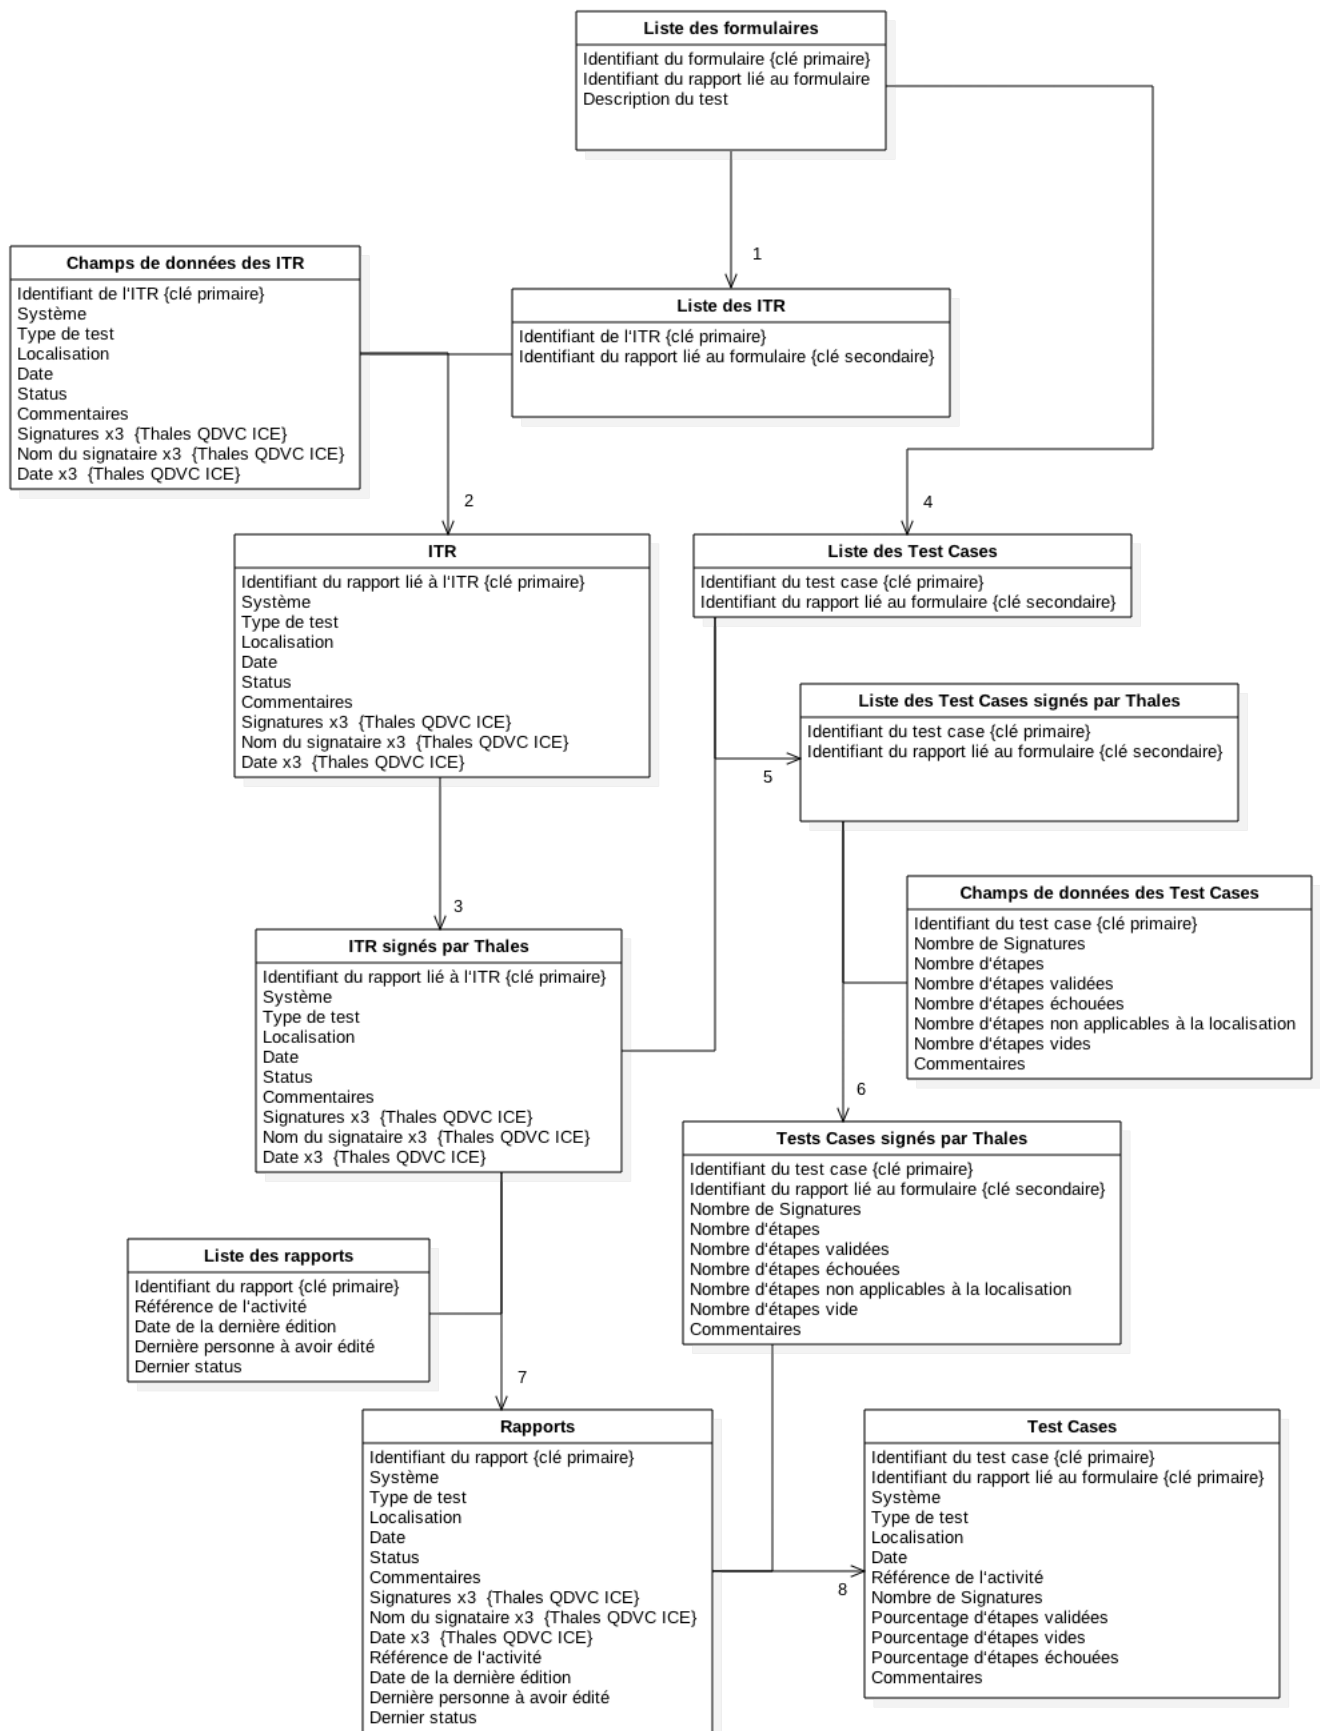 Liste des formulaires
Identifiant du formulaire {clé primaire}
Identifiant du rapport lié au formulaire
Description du test
1
Champs de données des ITR
Identifiant de l'ITR {clé primaire}
Système
Type de test
Localisation
Date
Status
Commentaires
Signatures x3 {Thales QDVC ICE}
Nom du signataire x3 {Thales QDVC ICE}
Date x3 {Thales QDVC ICE}
Liste des ITR
Identifiant de l'ITR {clé primaire}
Identifiant du rapport lié au formulaire {clé secondaire}
2
4
ITR
Identifiant du rapport lié à l'ITR {clé primaire}
Système
Type de test
Localisation
Date
Status
Commentaires
Signatures x3 {Thales QDVC ICE}
Nom du signataire x3 {Thales QDVC ICE}
Date x3 {Thales QDVC ICE}
Liste des Test Cases
Identifiant du test case {clé primaire}
Identifiant du rapport lié au formulaire {clé secondaire}
Liste des Test Cases signés par Thales
Identifiant du test case {clé primaire}
Identifiant du rapport lié au formulaire {clé secondaire}
5
3
Champs de données des Test Cases
Identifiant du test case {clé primaire}
Nombre de Signatures
Nombre d'étapes
Nombre d'étapes validées
Nombre d'étapes échouées
Nombre d'étapes non applicables à la localisation
Nombre d'étapes vides
Commentaires
ITR signés par Thales
Identifiant du rapport lié à l'ITR {clé primaire}
Système
Type de test
Localisation
Date
Status
Commentaires
Signatures x3 {Thales QDVC ICE}
Nom du signataire x3 {Thales QDVC ICE}
Date x3 {Thales QDVC ICE}
6
Tests Cases signés par Thales
Identifiant du test case {clé primaire}
Identifiant du rapport lié au formulaire {clé secondaire}
Nombre de Signatures
Nombre d'étapes
Nombre d'étapes validées
Nombre d'étapes échouées
Nombre d'étapes non applicables à la localisation
Nombre d'étapes vide
Commentaires
Liste des rapports
Identifiant du rapport {clé primaire}
Référence de l'activité
Date de la dernière édition
Dernière personne à avoir édité
Dernier status
7
Rapports
Identifiant du rapport {clé primaire}
Système
Type de test
Localisation
Date
Status
Commentaires
Signatures x3 {Thales QDVC ICE}
Nom du signataire x3 {Thales QDVC ICE}
Date x3 {Thales QDVC ICE}
Référence de l'activité
Date de la dernière édition
Dernière personne à avoir édité
Dernier status
8
Test Cases
Identifiant du test case {clé primaire}
Identifiant du rapport lié au formulaire {clé primaire}
Système
Type de test
Localisation
Date
Référence de l'activité
Nombre de Signatures
Pourcentage d'étapes validées
Pourcentage d'étapes vides
Pourcentage d'étapes échouées
Commentaires